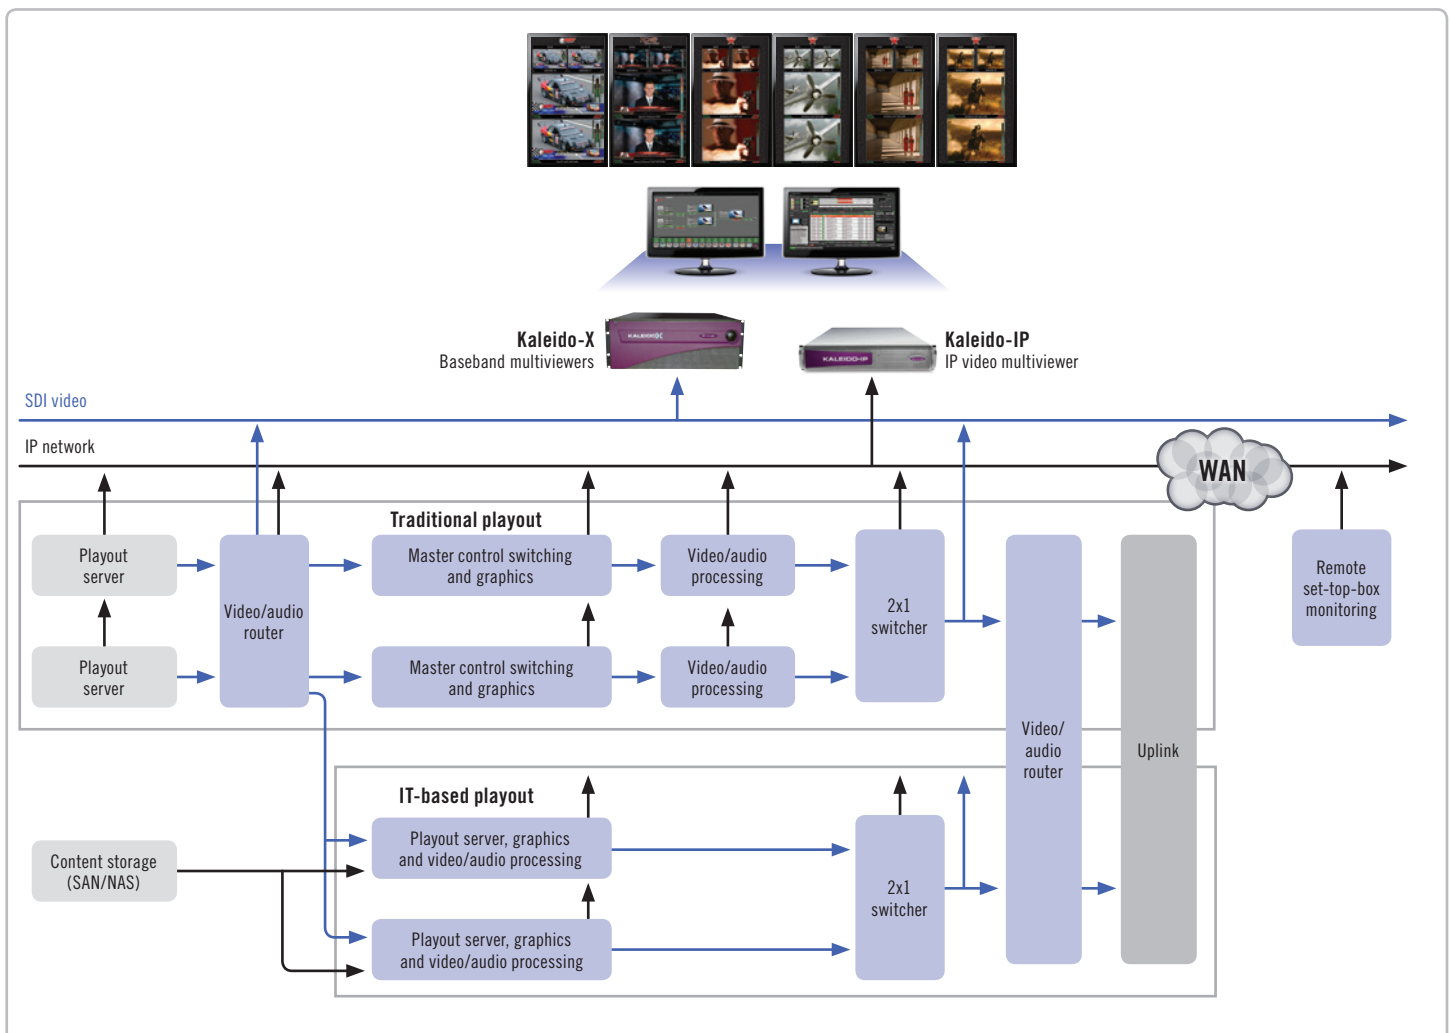 Kaleido-X
Baseband multiviewers
KALEIDO-X
KALEIDO-IP
Kaleido-IP
IP video multiviewer
SDI video
IP network
WAN
Traditional playout
Playout
server
Playout
server
Video/audio
router
Master control switching
and graphics
Master control switching
and graphics
Video/audio
processing
Video/audio
processing
2x1
switcher
Video/
audio
router
Uplink
Remote
set-top-box
monitoring
IT-based playout
Content storage
(SAN/NAS)
Playout server, graphics
and video/audio processing
Playout server, graphics
and video/audio processing
2x1
switcher